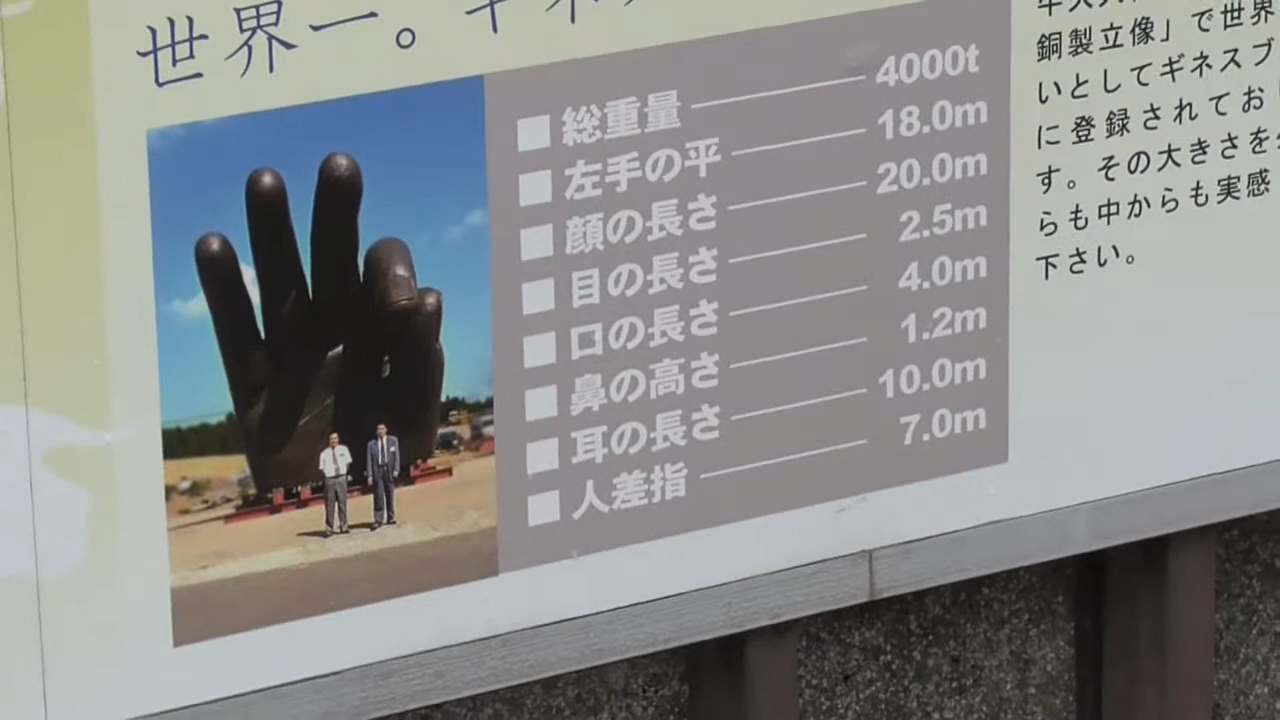 世界一。ギネス
■総重量 4000t
■左手の平 18.0m
■顔の長さ 20.0m
■目の長さ 2.5m
■口の長さ 4.0m
■鼻の高さ 1.2m
■耳の長さ 10.0m
■人差指 7.0m
銅製立像」で世界
いとしてギネスブ
に登録されてお
す。その大きさを
らも中からも実感
下さい。